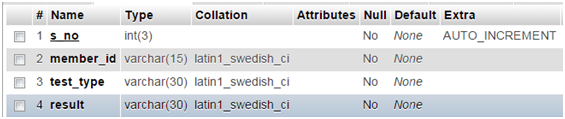 # Name Type Collation Attributes Null Default Extra
1 s_no int(3) No None AUTO_INCREMENT
2 member_id varchar(15) latin1_swedish_ci No None
3 test_type varchar(30) latin1_swedish_ci No None
4 result varchar(30) latin1_swedish_ci No None